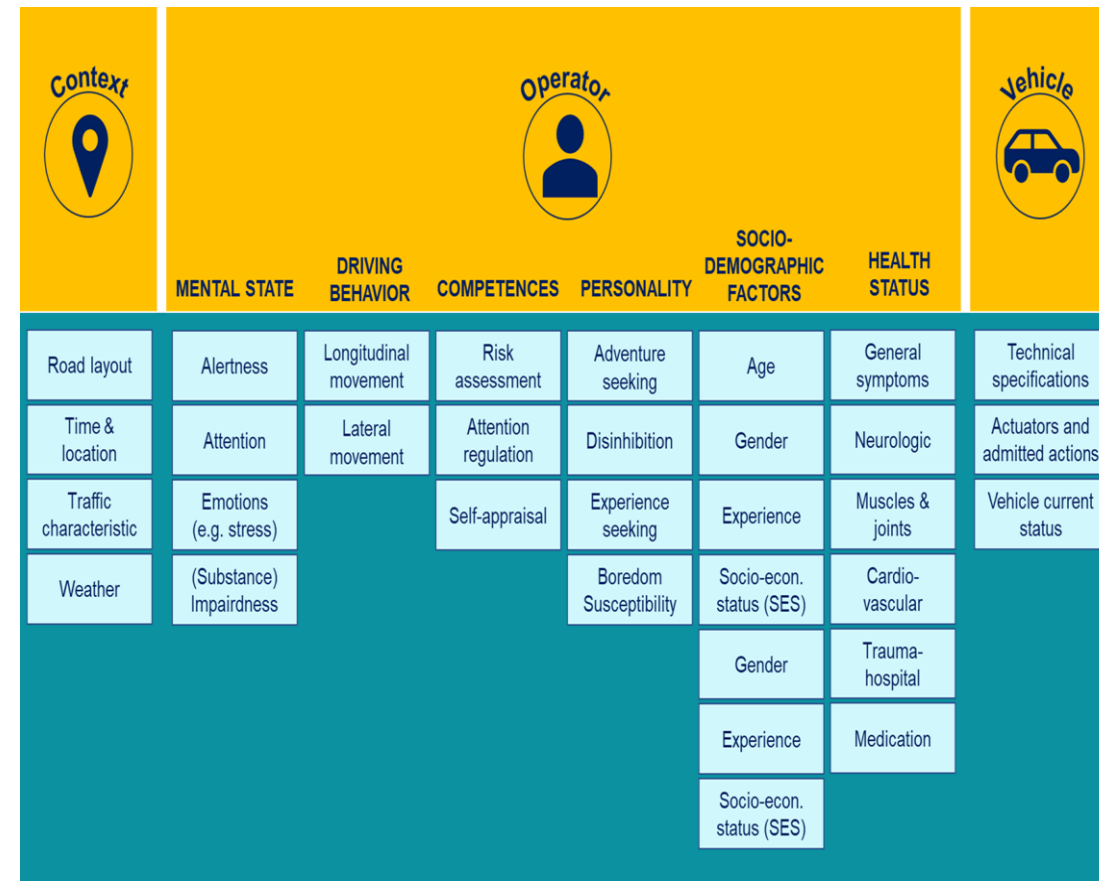 Context
Operator
Vehicle
MENTAL STATE
DRIVING
BEHAVIOR
COMPETENCES
PERSONALITY
SOCIO-
DEMOGRAPHIC
FACTORS
HEALTH
STATUS
Road layout
Time &
location
Traffic
characteristic
Weather
Alertness
Attention
Emotions
(e.g. stress)
(Substance)
Impairdness
Longitudinal
movement
Lateral
movement
Risk
assessment
Attention
regulation
Self-appraisal
Adventure
seeking
Disinhibition
Experience
seeking
Boredom
Susceptibility
Age
Gender
Experience
Socio-econ.
status (SES)
Gender
Experience
Socio-econ.
status (SES)
General
symptoms
Neurologic
Muscles &
joints
Cardio-
vascular
Trauma-
hospital
Medication
Technical
specifications
Actuators and
admitted actions
Vehicle current
status